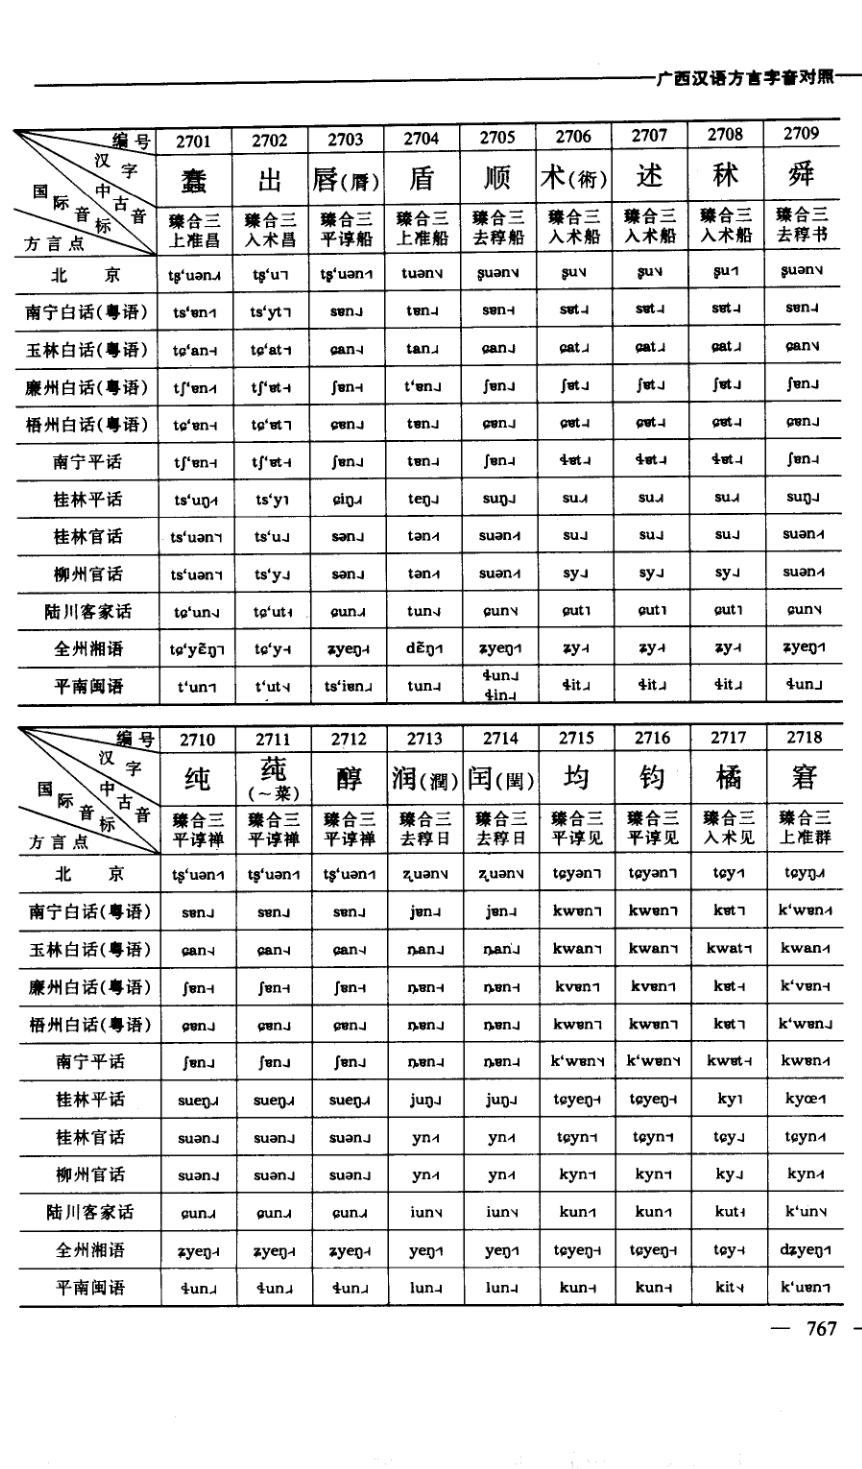 广西汉语方言字音对照
编号 2701 2702 2703 2704 2705 2706 2707 2708 2709
汉字 蠢 出 唇(脣) 盾 顺 术(術) 述 秫 舜
国际音标 中古音 臻合三 臻合三 臻合三 臻合三 臻合三 臻合三 臻合三 臻合三 臻合三
方言点 上准昌 入术昌 平谆船 上准船 去稕船 入术船 入术船 入术船 去稕书
北京 tʂʻuən˩˥ tʂʻu˥ tʂʻuən˧˥ tuən˥˩ ʂuən˥˩ ʂu˥˩ ʂu˥˩ ʂu˧˥ ʂuən˥˩
南宁白话(粤语) tsʻɐn tsʻyt sɐn tɐn sɐn sɐt sɐt sɐt sɐn
玉林白话(粤语) tɕʻan tɕʻat ɕan tan ɕan ɕat ɕat ɕat ɕan
廉州白话(粤语) tʃʻɐn tʃʻɐt ʃɐn tʻɐn ʃɐn ʃɐt ʃɐt ʃɐt ʃɐn
梧州白话(粤语) tɕʻɐn tɕʻɐt ɕɐn tɐn ɕɐn ɕɐt ɕɐt ɕɐt ɕɐn
南宁平话 tʃʻɐn tʃʻɐt ʃɐn tɐn ʃɐn ɬɐt ɬɐt ɬɐt ʃɐn
桂林平话 tsʻuŋ tsʻy ɕiŋ teŋ suŋ su su su suŋ
桂林官话 tsʻuən tsʻu sən tən suən su su su suən
柳州官话 tsʻuən tsʻy sən tən suən sy sy sy suən
陆川客家话 tɕʻun tɕʻut ɕun tun ɕun ɕut ɕut ɕut ɕun
全州湘语 tɕʻyẽŋ tɕʻy ʑyeŋ dẽŋ ʑyeŋ ʑy ʑy ʑy ʑyeŋ
平南闽语 tʻun tʻut tsʻiɐn tun ɬun ɬin ɬit ɬit ɬit ɬun
编号 2710 2711 2712 2713 2714 2715 2716 2717 2718
汉字 纯 莼(～菜) 醇 润(潤) 闰(閏) 均 钧 橘 窘
国际音标 中古音 臻合三 臻合三 臻合三 臻合三 臻合三 臻合三 臻合三 臻合三 臻合三
方言点 平谆禅 平谆禅 平谆禅 去稕日 去稕日 平谆见 平谆见 入术见 上准群
北京 tʂʻuən tʂʻuən tʂʻuən ʐuən ʐuən tɕyən tɕyən tɕy tɕyŋ
南宁白话(粤语) sɐn sɐn sɐn jɐn jɐn kwɐn kwɐn kɐt kʻwɐn
玉林白话(粤语) ɕan ɕan ɕan ȵan ȵan kwan kwan kwat kwan
廉州白话(粤语) ʃɐn ʃɐn ʃɐn ȵɐn ȵɐn kvɐn kvɐn kɐt kʻvɐn
梧州白话(粤语) ɕɐn ɕɐn ɕɐn ȵɐn ȵɐn kwɐn kwɐn kɐt kʻwɐn
南宁平话 ʃɐn ʃɐn ʃɐn ȵɐn ȵɐn kʻwɐn kʻwɐn kwɐt kwɐn
桂林平话 sueŋ sueŋ sueŋ juŋ juŋ tɕyeŋ tɕyeŋ ky kyœ
桂林官话 suən suən suən yn yn tɕyn tɕyn tɕy tɕyn
柳州官话 suən suən suən yn yn kyn kyn ky kyn
陆川客家话 ɕun ɕun ɕun iun iun kun kun kut kʻun
全州湘语 ʑyeŋ ʑyeŋ ʑyeŋ yeŋ yeŋ tɕyeŋ tɕyeŋ tɕy dʑyeŋ
平南闽语 ɬun ɬun ɬun lun lun kun kun kit kʻuɐn
— 767 —